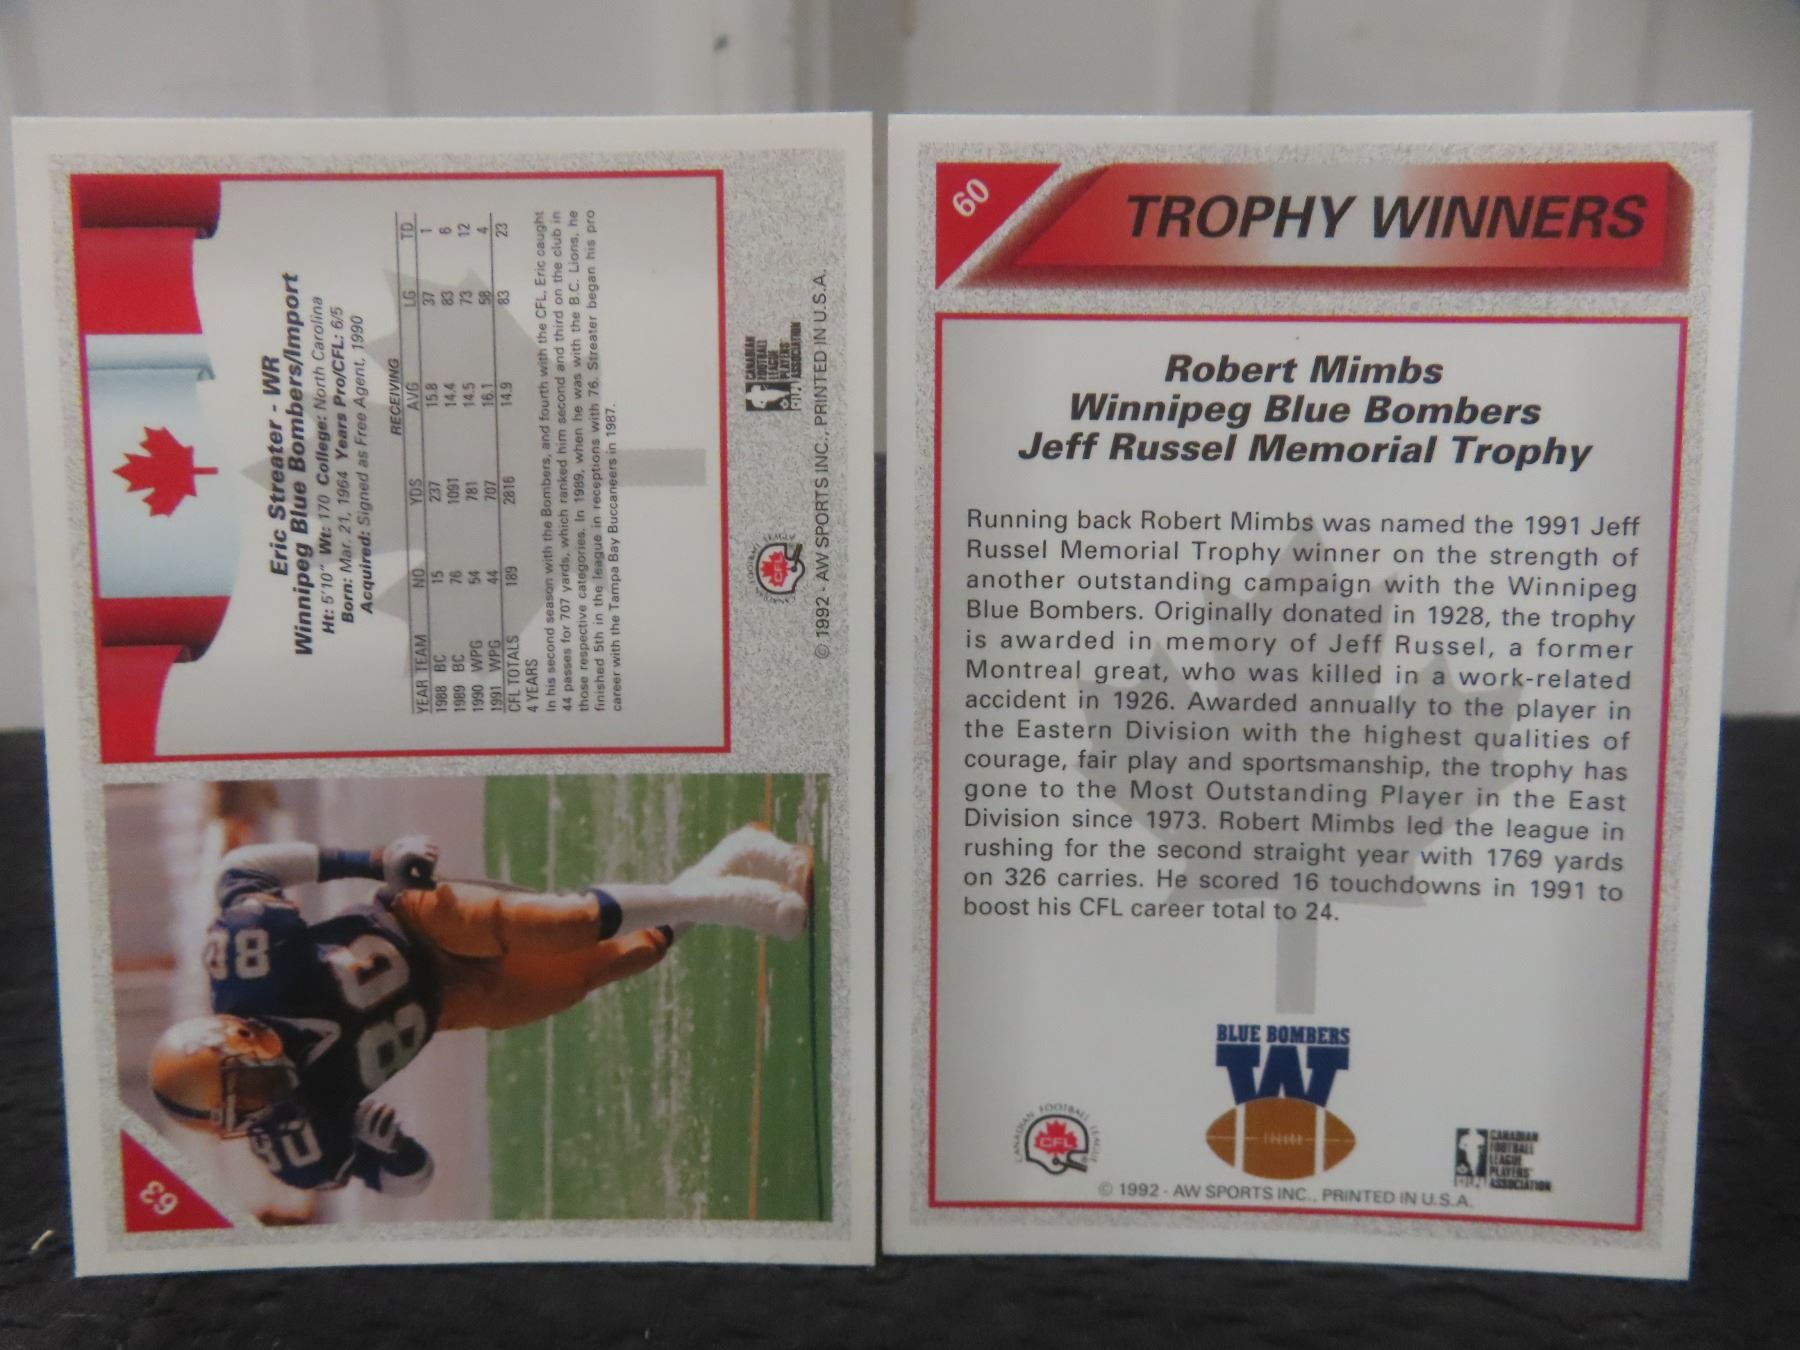 63
Eric Streater - WR
Winnipeg Blue Bombers/Import
Ht: 5'10" Wt: 170 College: North Carolina
Born: Mar. 21, 1964 Years Pro/CFL: 6/5
Acquired: Signed as Free Agent, 1990
RECEIVING
YEAR TEAM NO YDS AVG LG TD
1988 BC 15 237 15.8 37 1
1989 BC 76 1091 14.4 83 6
1990 WPG 54 781 14.5 73 12
1991 WPG 44 707 16.1 58 4
CFL TOTALS 189 2816 14.9 83 23
4 YEARS
In his second season with the Bombers, and fourth with the CFL, Eric caught
44 passes for 707 yards, which ranked him second and third on the club in
those respective categories. In 1989, when he was with the B.C. Lions, he
finished 5th in the league in receptions with 76. Streater began his pro
career with the Tampa Bay Buccaneers in 1987.
CFL
CANADIAN
FOOTBALL
LEAGUE
PLAYERS'
ASSOCIATION
© 1992 - AW SPORTS INC., PRINTED IN U.S.A.
88
80
60
TROPHY WINNERS
Robert Mimbs
Winnipeg Blue Bombers
Jeff Russel Memorial Trophy
Running back Robert Mimbs was named the 1991 Jeff
Russel Memorial Trophy winner on the strength of
another outstanding campaign with the Winnipeg
Blue Bombers. Originally donated in 1928, the trophy
is awarded in memory of Jeff Russel, a former
Montreal great, who was killed in a work-related
accident in 1926. Awarded annually to the player in
the Eastern Division with the highest qualities of
courage, fair play and sportsmanship, the trophy has
gone to the Most Outstanding Player in the East
Division since 1973. Robert Mimbs led the league in
rushing for the second straight year with 1769 yards
on 326 carries. He scored 16 touchdowns in 1991 to
boost his CFL career total to 24.
BLUE BOMBERS
W
CANADIAN FOOTBALL LEAGUE
CFL
CANADIAN
FOOTBALL
LEAGUE
PLAYERS'
ASSOCIATION
© 1992 - AW SPORTS INC., PRINTED IN U.S.A.